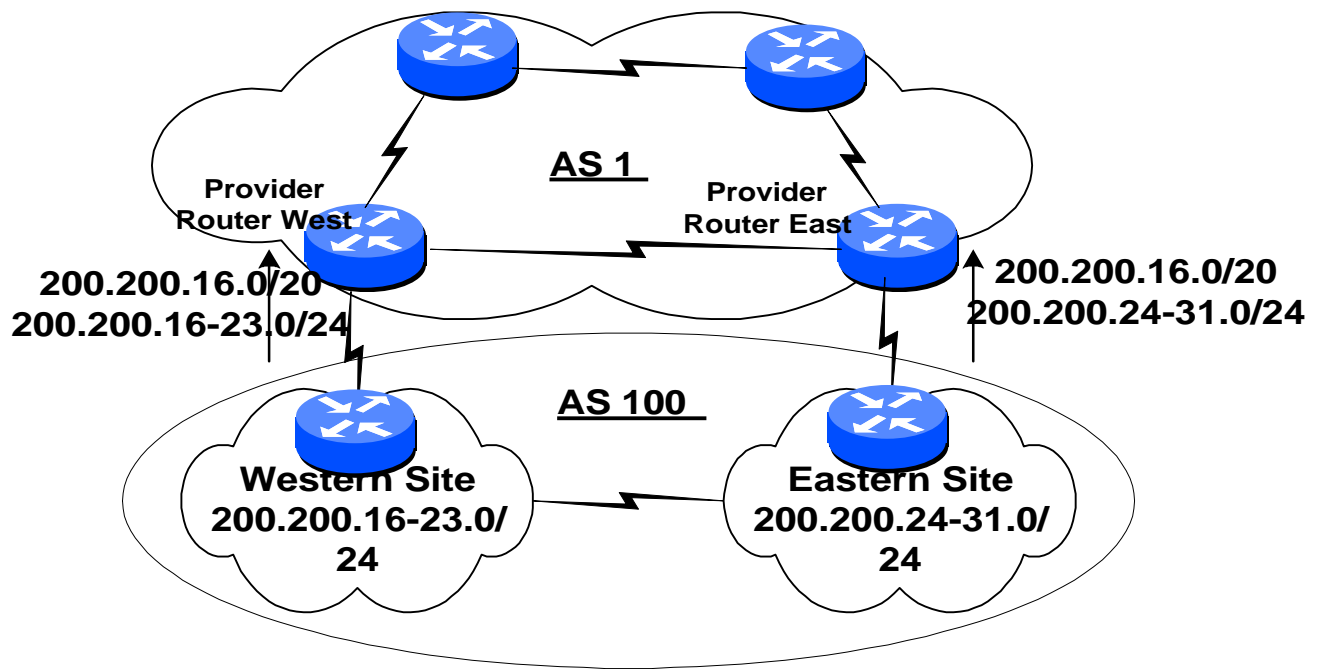 AS 1
Provider
Router West
Provider
Router East
200.200.16.0/20
200.200.16-23.0/24
200.200.16.0/20
200.200.24-31.0/24
AS 100
Western Site
200.200.16-23.0/
24
Eastern Site
200.200.24-31.0/
24